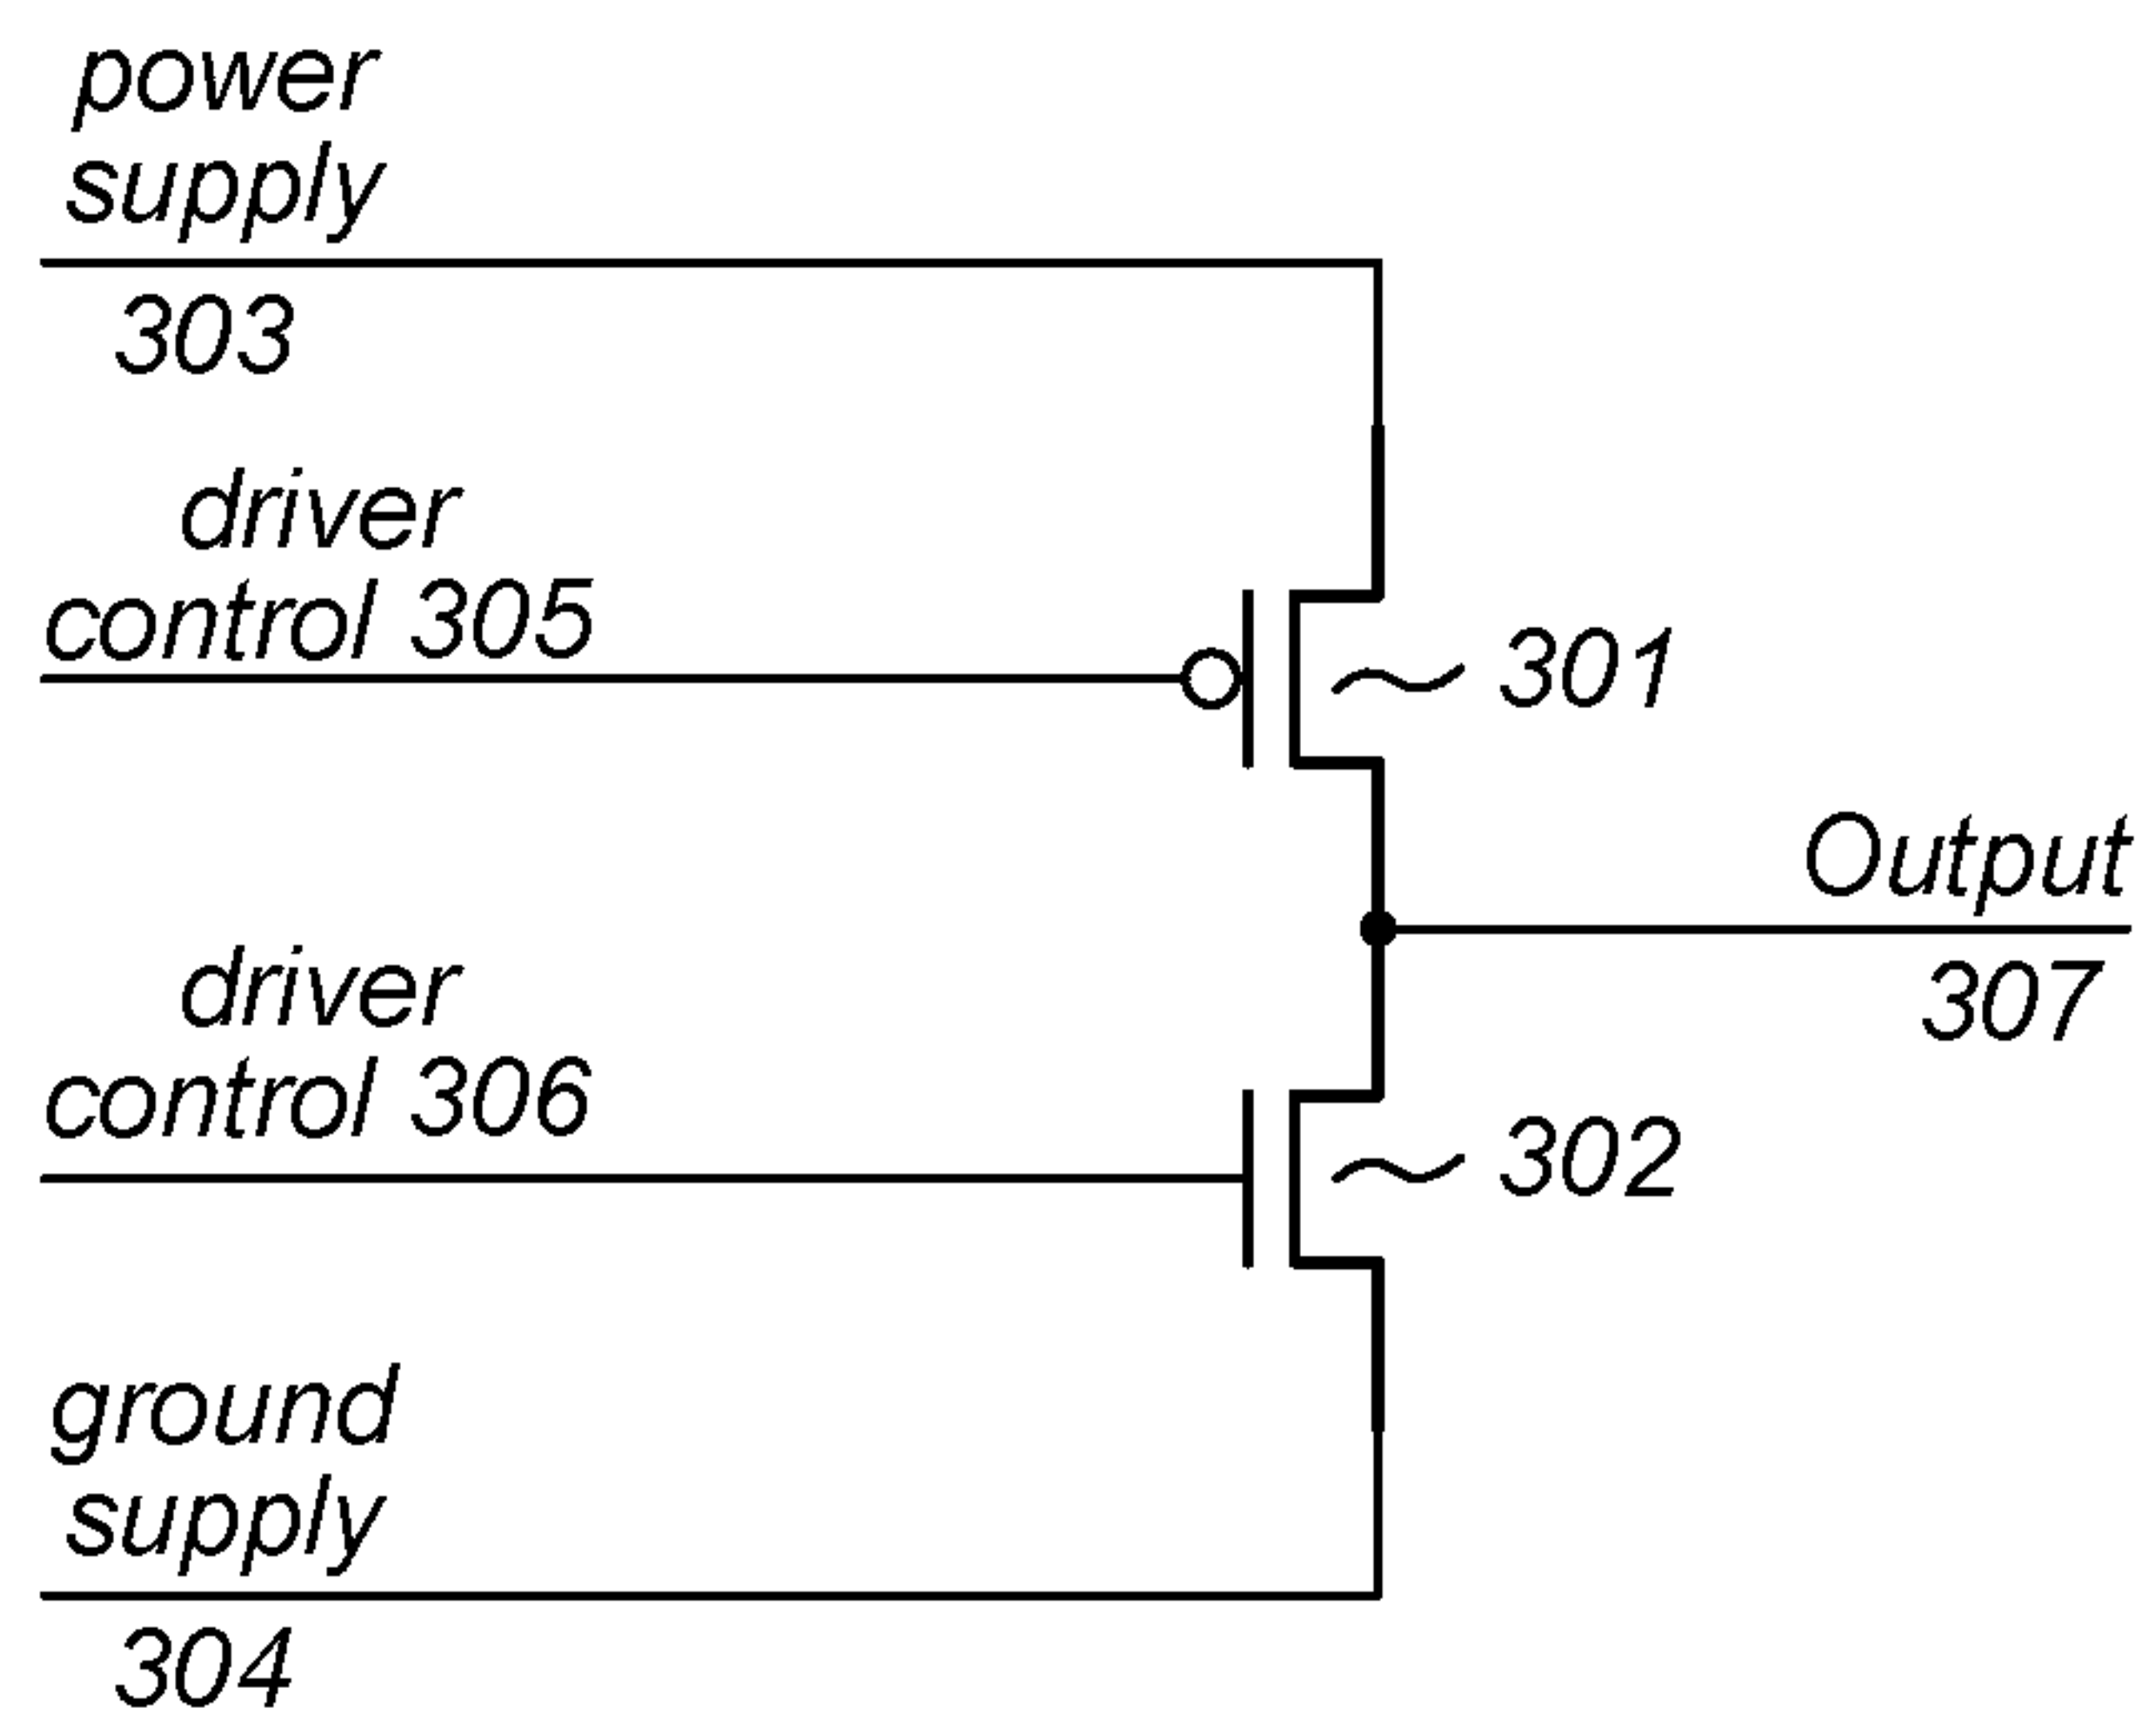 power
supply
303
driver
control 305
301
Output
307
driver
control 306
302
ground
supply
304